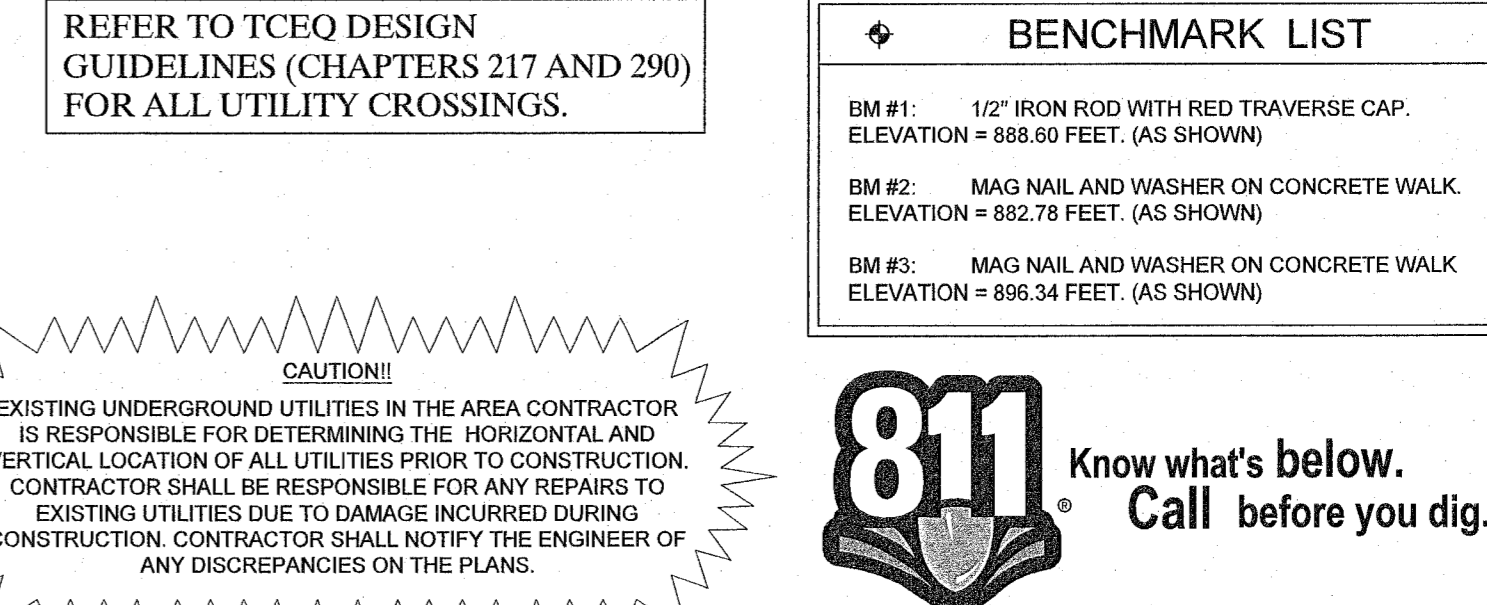 REFER TO TCEQ DESIGN
GUIDELINES (CHAPTERS 217 AND 290)
FOR ALL UTILITY CROSSINGS.
BENCHMARK LIST
BM #1: 1/2" IRON ROD WITH RED TRAVERSE CAP.
ELEVATION = 888.60 FEET. (AS SHOWN)
BM #2: MAG NAIL AND WASHER ON CONCRETE WALK.
ELEVATION = 882.78 FEET. (AS SHOWN)
BM #3: MAG NAIL AND WASHER ON CONCRETE WALK
ELEVATION = 896.34 FEET. (AS SHOWN)
CAUTION!!
EXISTING UNDERGROUND UTILITIES IN THE AREA CONTRACTOR
IS RESPONSIBLE FOR DETERMINING THE HORIZONTAL AND
VERTICAL LOCATION OF ALL UTILITIES PRIOR TO CONSTRUCTION.
CONTRACTOR SHALL BE RESPONSIBLE FOR ANY REPAIRS TO
EXISTING UTILITIES DUE TO DAMAGE INCURRED DURING
CONSTRUCTION. CONTRACTOR SHALL NOTIFY THE ENGINEER OF
ANY DISCREPANCIES ON THE PLANS.
811
®
Know what's below.
Call before you dig.